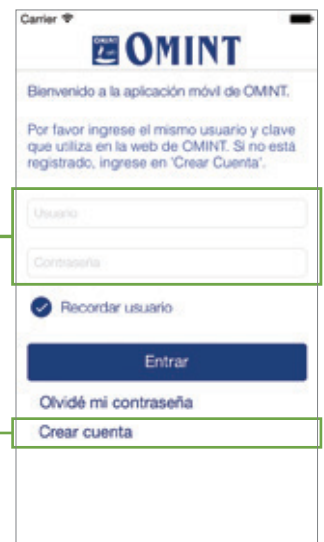 Carrier
OMINT
Bienvenido a la aplicación móvil de OMINT.
Por favor ingrese el mismo usuario y clave
que utiliza en la web de OMINT. Si no está
registrado, ingrese en 'Crear Cuenta'.
Usuario
Contraseña
Recordar usuario
Entrar
Olvidé mi contraseña
Crear cuenta